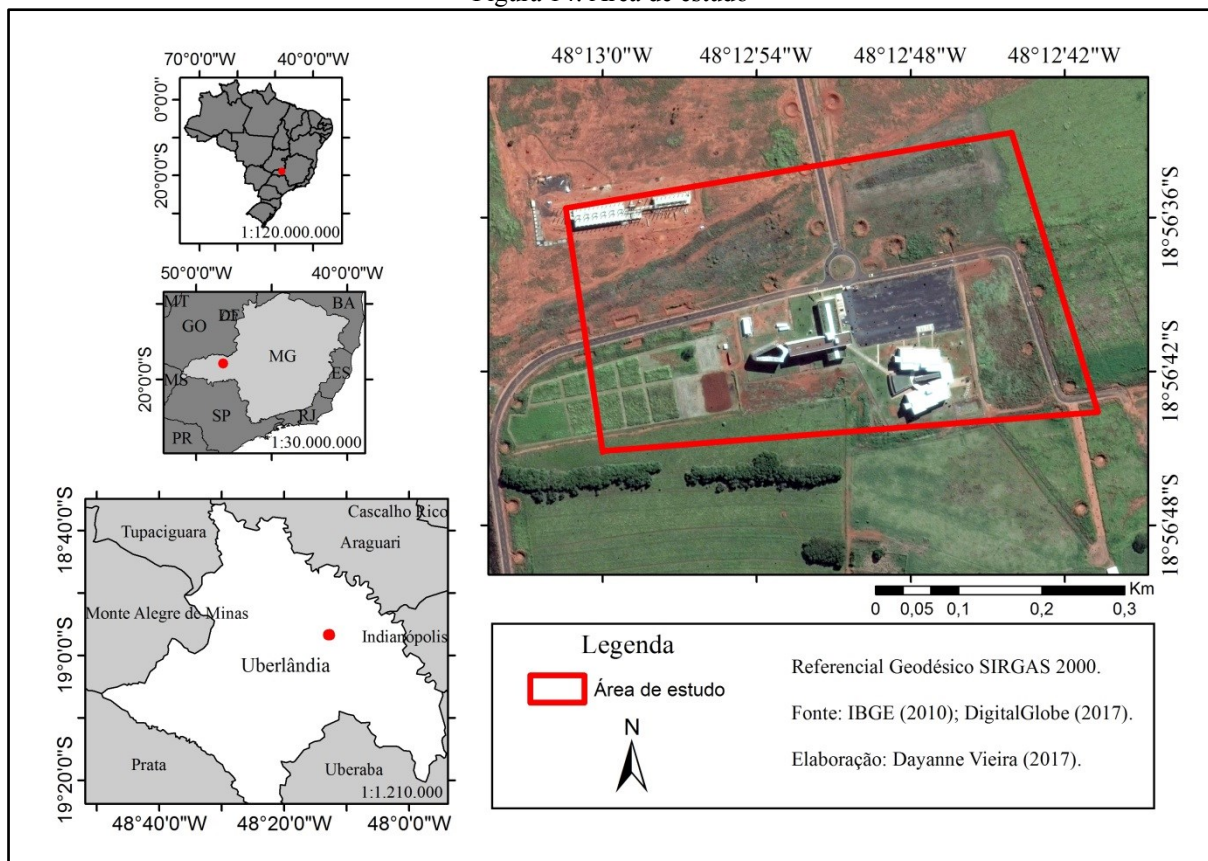 Figura 14: Área de estudo
70°0'0"W 40°0'0"W
0°0'0"
20°0'0"S
1:120.000.000
50°0'0"W 40°0'0"W
MT
GO
BA
MG
MS
ES
SP
RJ
PR
20°0'0"S
1:30.000.000
18°40'0"S
19°0'0"S
19°20'0"S
Cascalho Rico
Tupaciguara
Araguari
Monte Alegre de Minas
Indianópolis
Uberlândia
Prata
Uberaba
1:1.210.000
48°40'0"W 48°20'0"W 48°0'0"W
48°13'0"W 48°12'54"W 48°12'48"W 48°12'42"W
18°56'36"S
18°56'42"S
18°56'48"S
Km
0 0,05 0,1 0,2 0,3
Legenda
Área de estudo
N
Referencial Geodésico SIRGAS 2000.
Fonte: IBGE (2010); DigitalGlobe (2017).
Elaboração: Dayanne Vieira (2017).